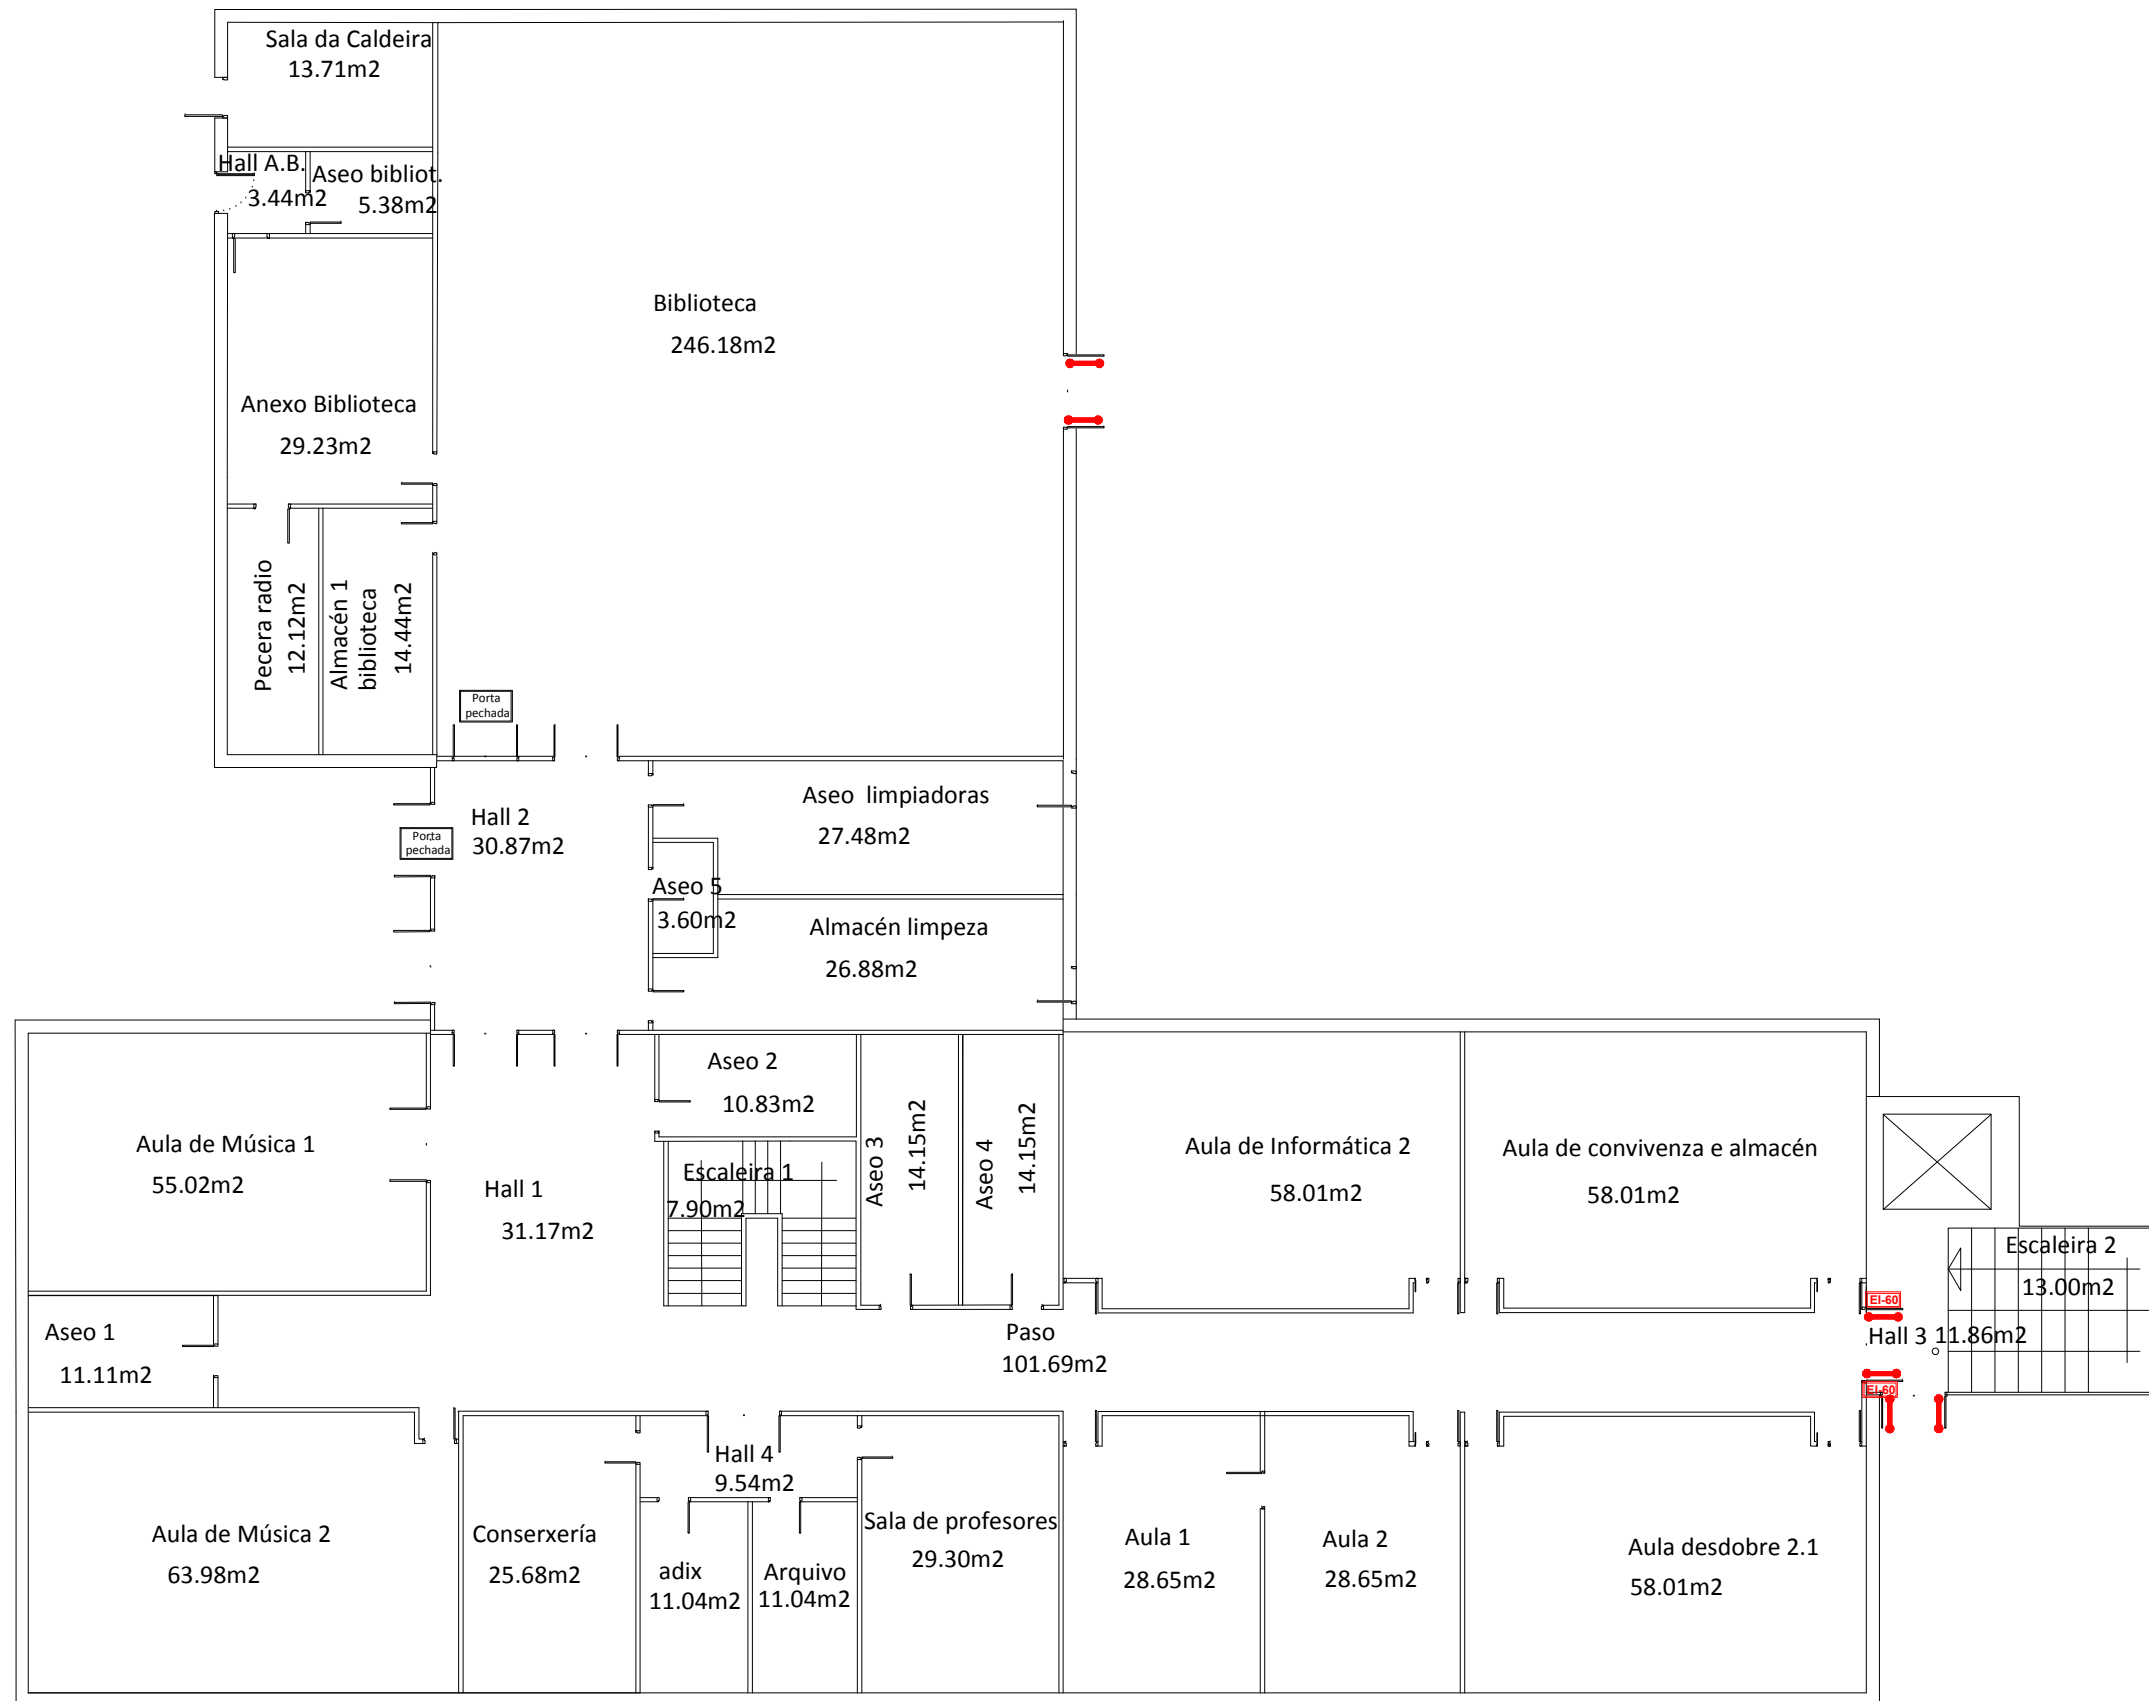 Sala da Caldeira
13.71m2
Hall A.B.
3.44m2
Aseo bibliot.
5.38m2
Biblioteca
246.18m2
Anexo Biblioteca
29.23m2
Pecera radio
12.12m2
Almacén 1
biblioteca
14.44m2
Porta
pechada
Hall 2
30.87m2
Porta
pechada
Aseo  limpiadoras
27.48m2
Aseo 5
3.60m2
Almacén limpeza
26.88m2
Aula de Música 1
55.02m2
Hall 1
31.17m2
Aseo 2
10.83m2
Escaleira 1
7.90m2
Aseo 3
14.15m2
Aseo 4
14.15m2
Aula de Informática 2
58.01m2
Aula de convivenza e almacén
58.01m2
Escaleira 2
13.00m2
EI-60
Hall 3 11.86m2
EI-60
Aseo 1
11.11m2
Paso
101.69m2
Aula de Música 2
63.98m2
Conserxería
25.68m2
Hall 4
9.54m2
adix
11.04m2
Arquivo
11.04m2
Sala de profesores
29.30m2
Aula 1
28.65m2
Aula 2
28.65m2
Aula desdobre 2.1
58.01m2